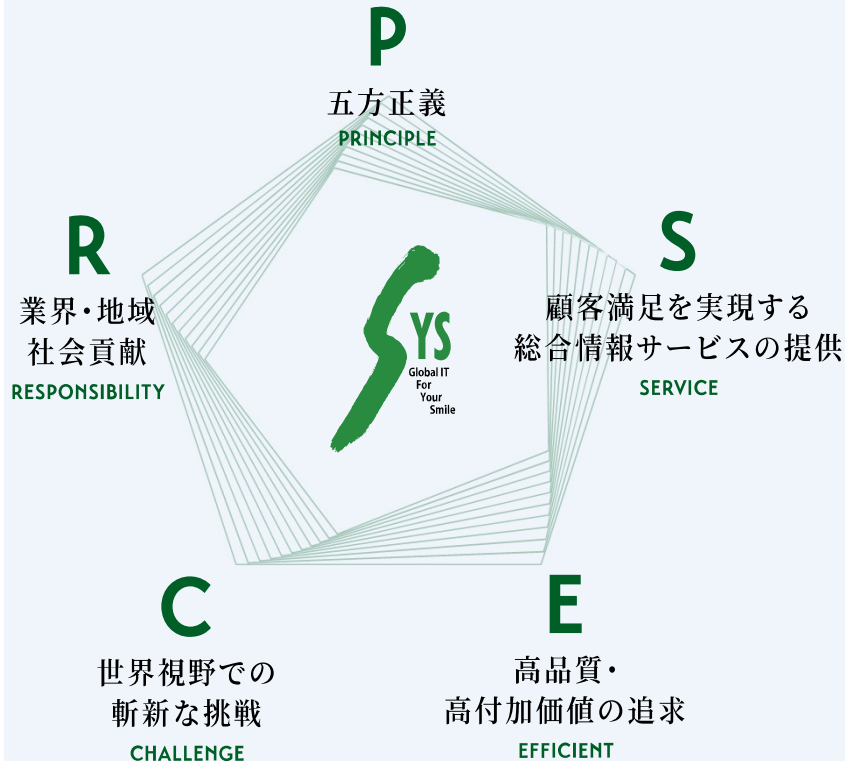 P
五方正義
PRINCIPLE
R
業界・地域
社会貢献
RESPONSIBILITY
S
顧客満足を実現する
総合情報サービスの提供
SERVICE
SYS
Global IT
For
Your
Smile
C
世界視野での
斬新な挑戦
CHALLENGE
E
高品質・
高付加価値の追求
EFFICIENT